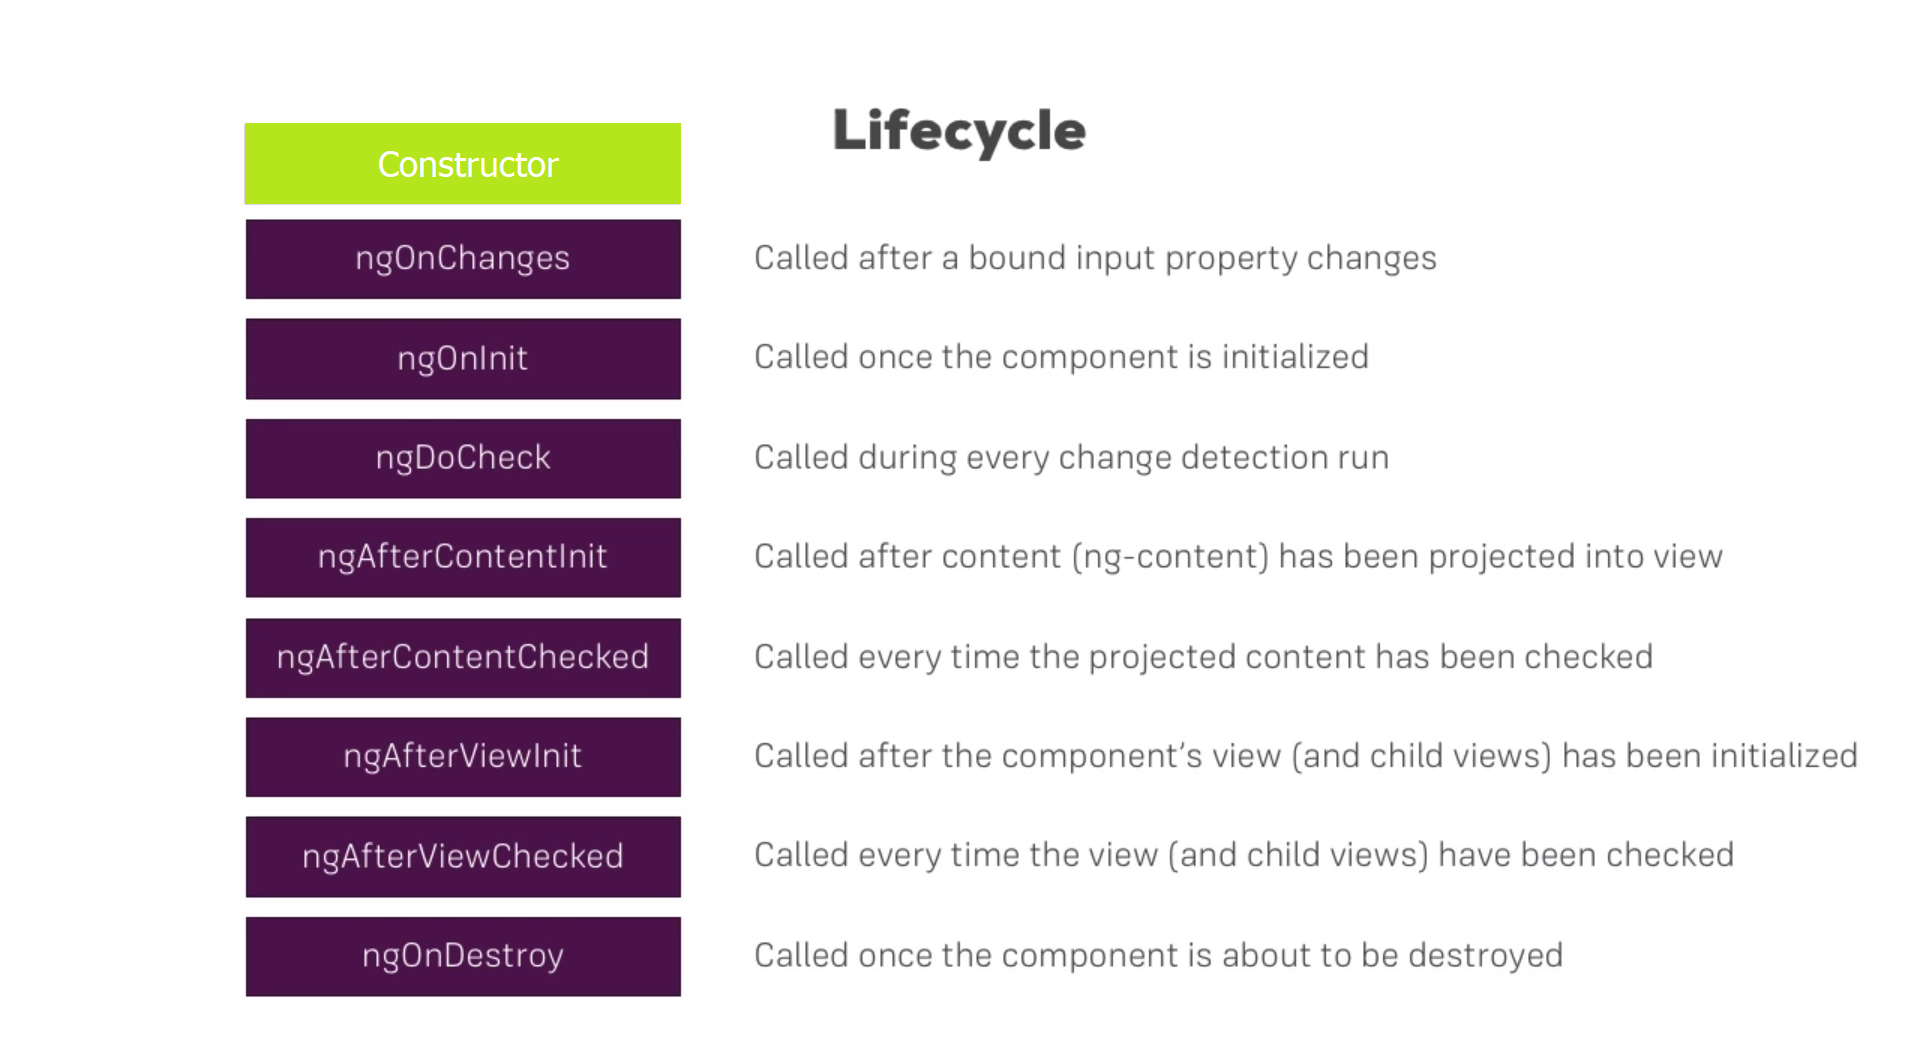 Lifecycle
Constructor
ngOnChanges
Called after a bound input property changes
ngOnInit
Called once the component is initialized
ngDoCheck
Called during every change detection run
ngAfterContentInit
Called after content (ng-content) has been projected into view
ngAfterContentChecked
Called every time the projected content has been checked
ngAfterViewInit
Called after the component’s view (and child views) has been initialized
ngAfterViewChecked
Called every time the view (and child views) have been checked
ngOnDestroy
Called once the component is about to be destroyed